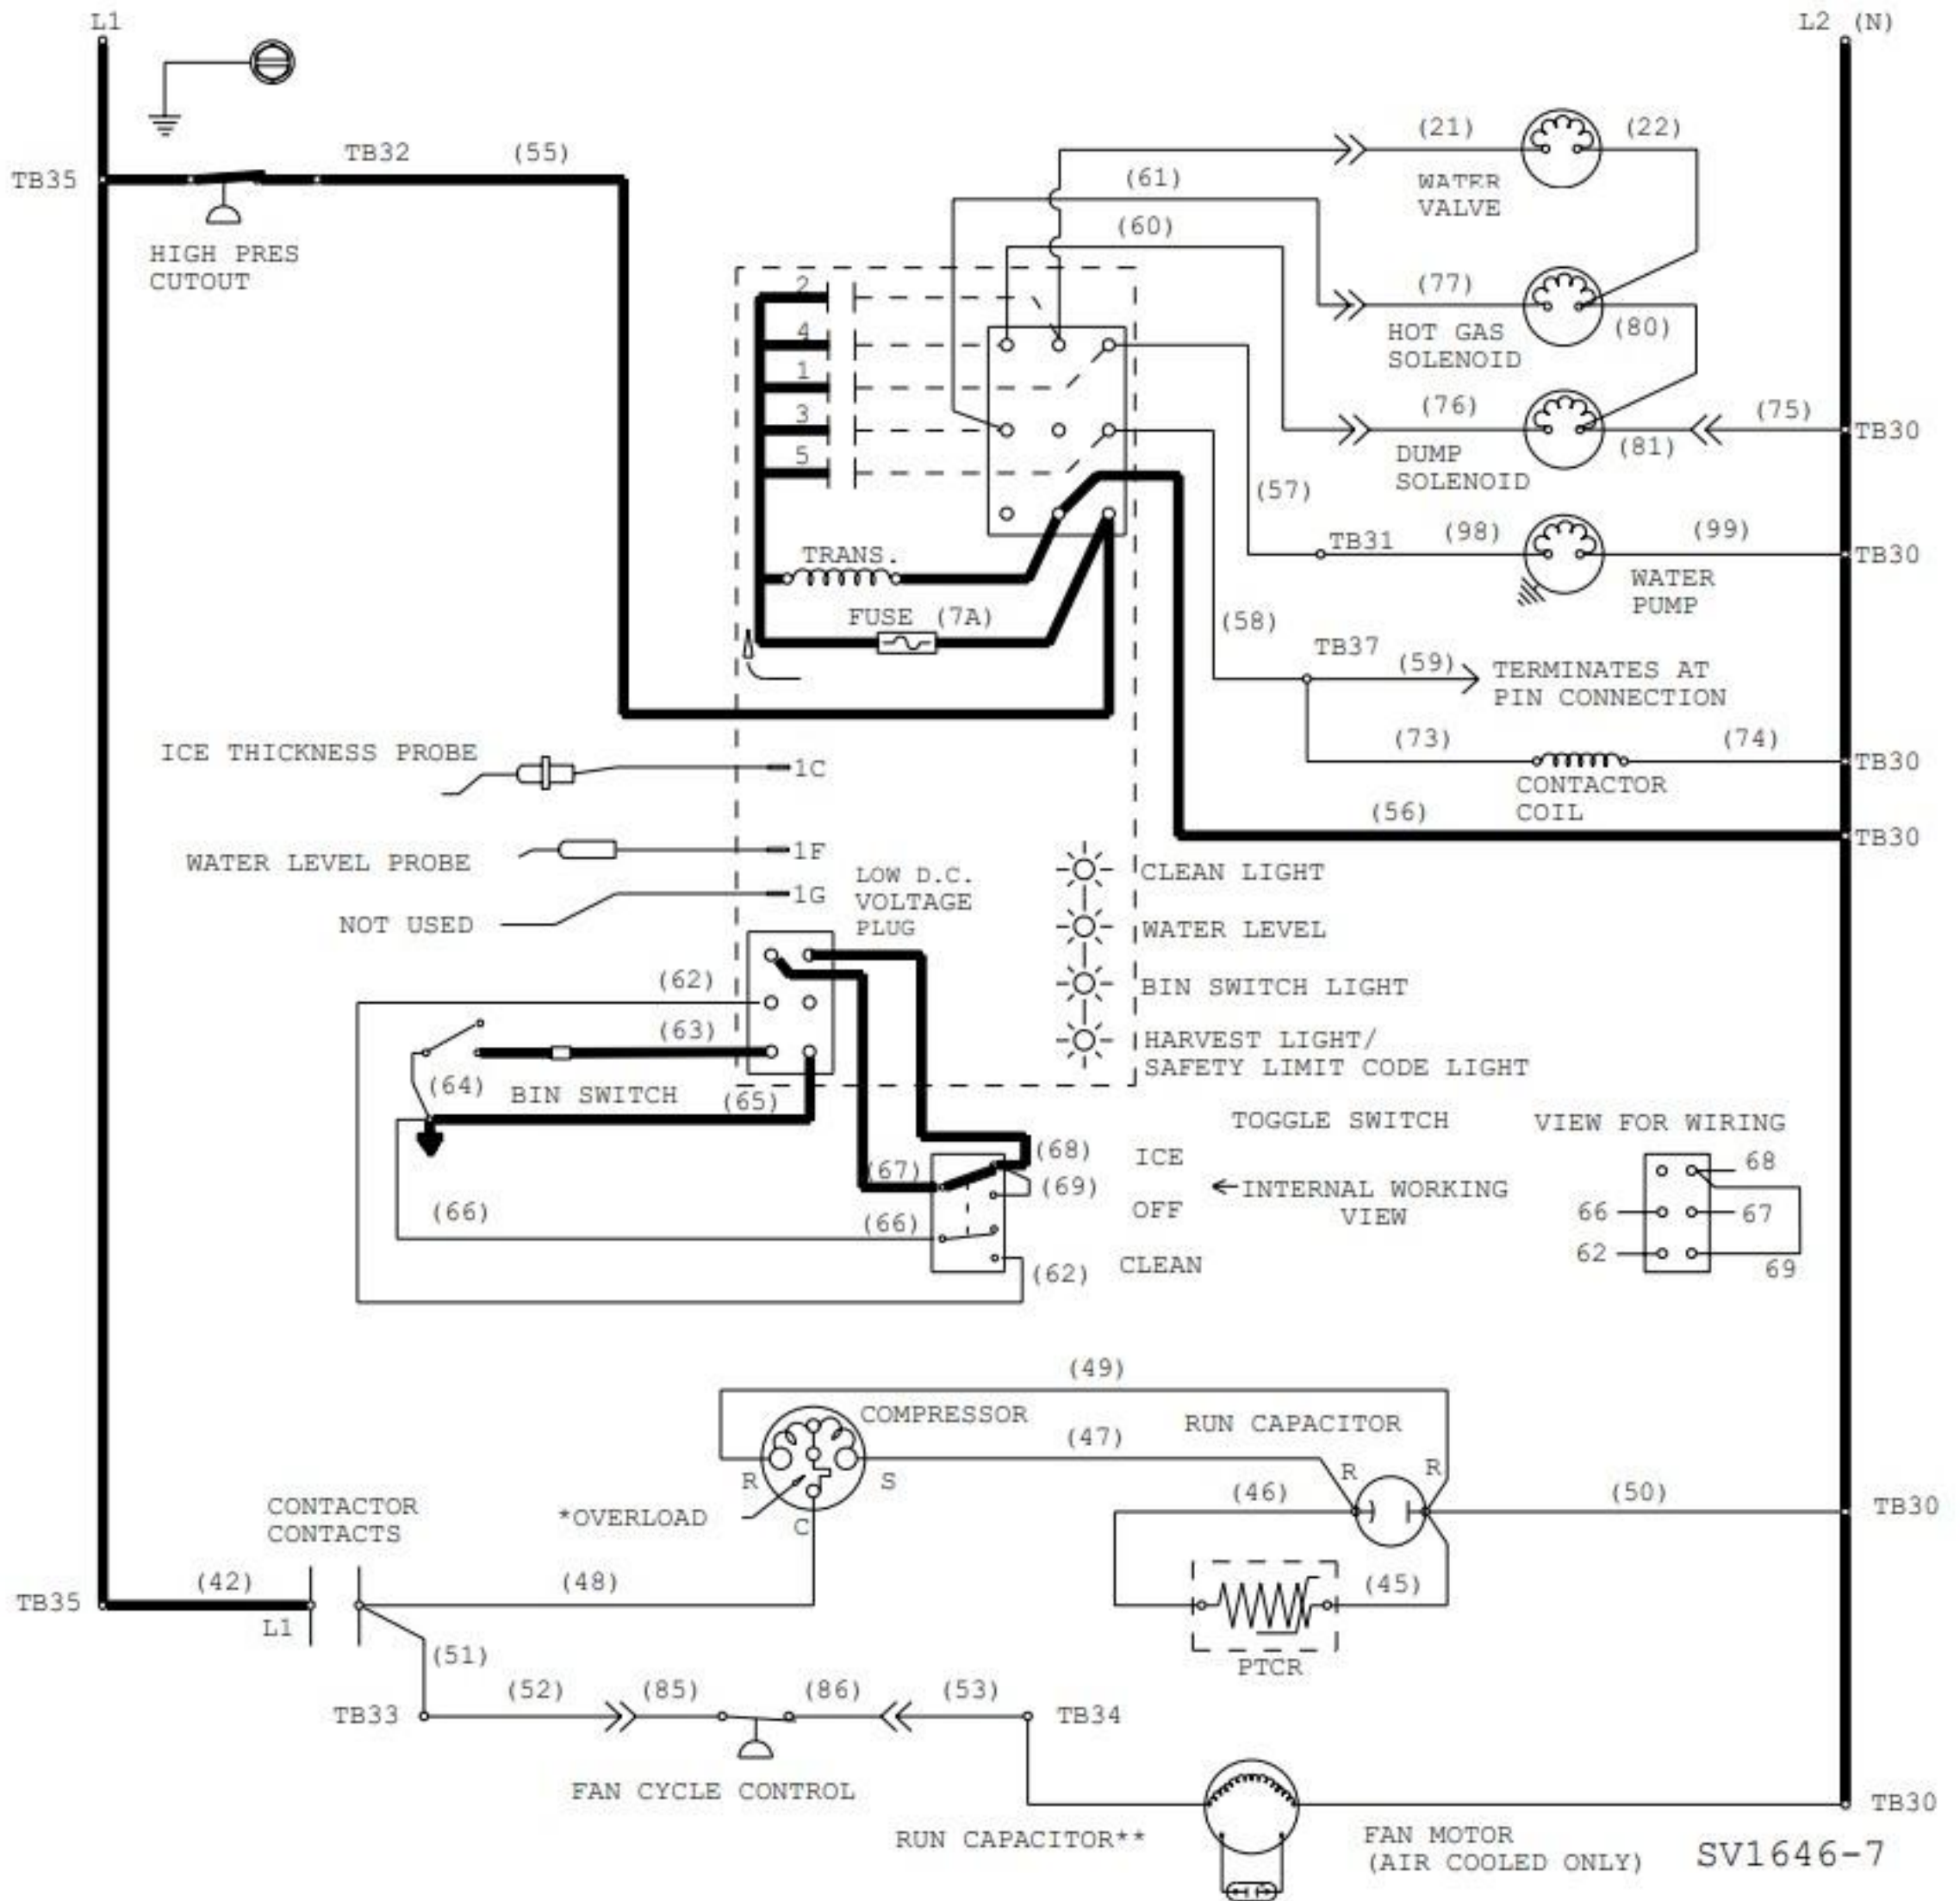 L1
L2 (N)
(21)
(22)
TB32
(55)
TB35
WATER
VALVE
(61)
(60)
HIGH PRES
CUTOUT
2
(77)
4
HOT GAS
SOLENOID
(80)
1
3
(76)
(75)
TB30
5
DUMP
SOLENOID
(81)
(57)
TB31
(98)
(99)
TB30
TRANS.
WATER
PUMP
FUSE (7A)
(58)
TB37
(59)
TERMINATES AT
PIN CONNECTION
ICE THICKNESS PROBE
1C
(73)
(74)
TB30
CONTACTOR
COIL
(56)
TB30
WATER LEVEL PROBE
1F
1G
NOT USED
LOW D.C.
VOLTAGE
PLUG
CLEAN LIGHT
WATER LEVEL
BIN SWITCH LIGHT
HARVEST LIGHT/
SAFETY LIMIT CODE LIGHT
(62)
(63)
(64)
BIN SWITCH
(65)
TOGGLE SWITCH
VIEW FOR WIRING
(67)
(68)
ICE
(69)
INTERNAL WORKING
VIEW
OFF
(66)
(66)
(62)
CLEAN
68
66
67
62
69
(49)
COMPRESSOR
RUN CAPACITOR
(47)
R
S
R
R
*OVERLOAD
C
(46)
(50)
TB30
CONTACTOR
CONTACTS
(42)
(48)
(45)
TB35
L1
PTCR
(51)
TB33
(52)
(85)
(86)
(53)
TB34
FAN CYCLE CONTROL
TB30
RUN CAPACITOR**
FAN MOTOR
(AIR COOLED ONLY)
SV1646-7